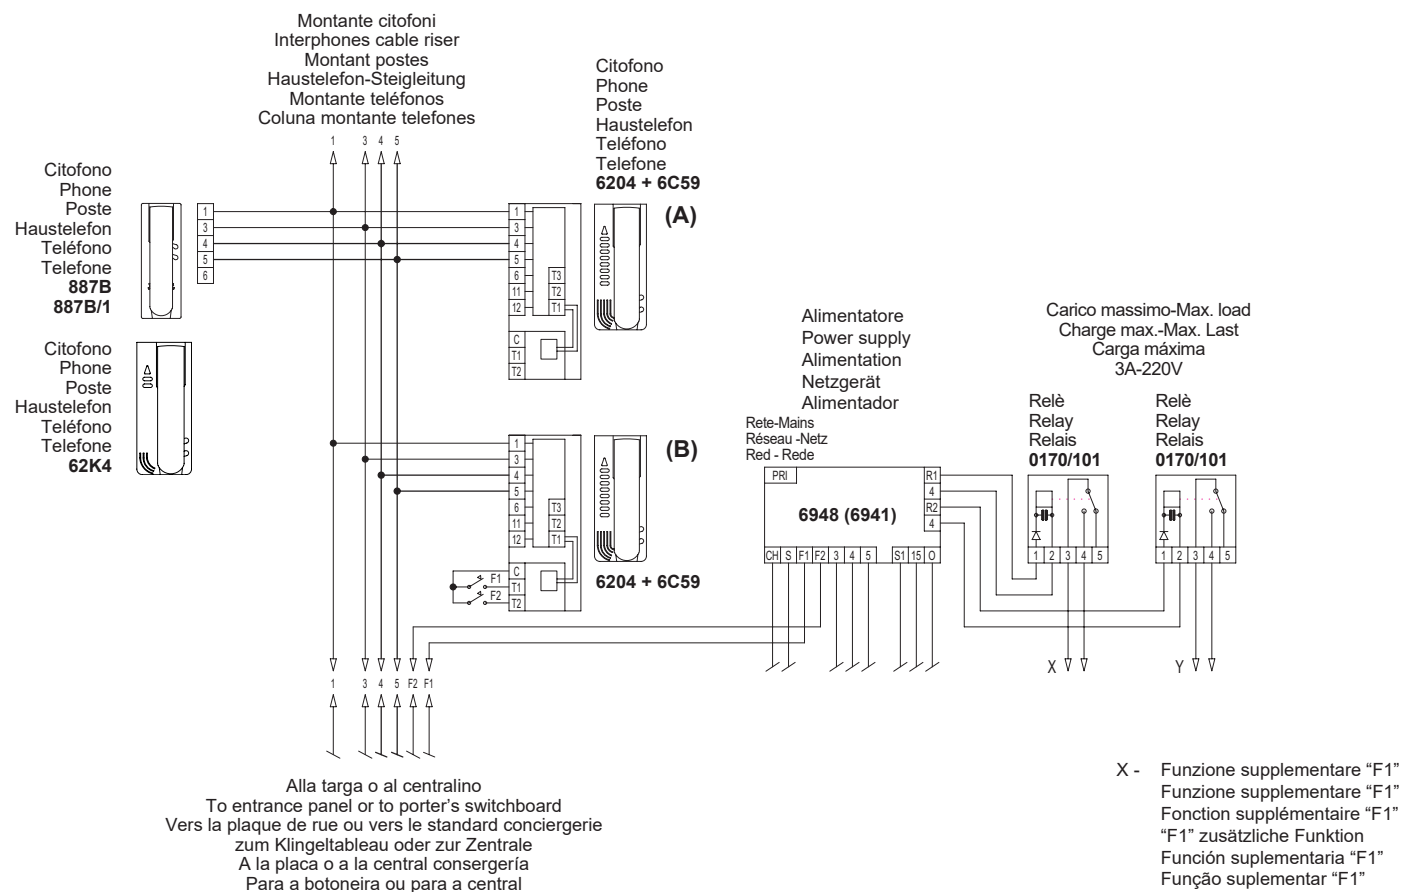 Montante citofoni
Interphones cable riser
Montant postes
Haustelefon-Steigleitung
Montante teléfonos
Coluna montante telefones
1 3 4 5
Citofono
Phone
Poste
Haustelefon
Teléfono
Telefone
6204 + 6C59
(A)
Citofono
Phone
Poste
Haustelefon
Teléfono
Telefone
887B
887B/1
1
3
4
5
6
1
3
4
5
6
11
12
T3
T2
T1
C
T1
T2
Citofono
Phone
Poste
Haustelefon
Teléfono
Telefone
62K4
(B)
1
3
4
5
6
11
12
T3
T2
T1
C
T1
T2
F1
F2
6204 + 6C59
Alimentatore
Power supply
Alimentation
Netzgerät
Alimentador
Rete-Mains
Réseau -Netz
Red - Rede
PRI
6948 (6941)
R1
4
R2
4
CH S F1 F2 3 4 5 S1 15 O
Carico massimo-Max. load
Charge max.-Max. Last
Carga máxima
3A-220V
Relè
Relay
Relais
0170/101
1 2 3 4 5
Relè
Relay
Relais
0170/101
1 2 3 4 5
X
Y
1 3 4 5 F2 F1
Alla targa o al centralino
To entrance panel or to porter's switchboard
Vers la plaque de rue ou vers le standard conciergerie
zum Klingeltableau oder zur Zentrale
A la placa o a la central consergería
Para a botoneira ou para a central
X - Funzione supplementare “F1”
Funzione supplementare “F1”
Fonction supplémentaire “F1”
“F1” zusätzliche Funktion
Función suplementaria “F1”
Função suplementar “F1”